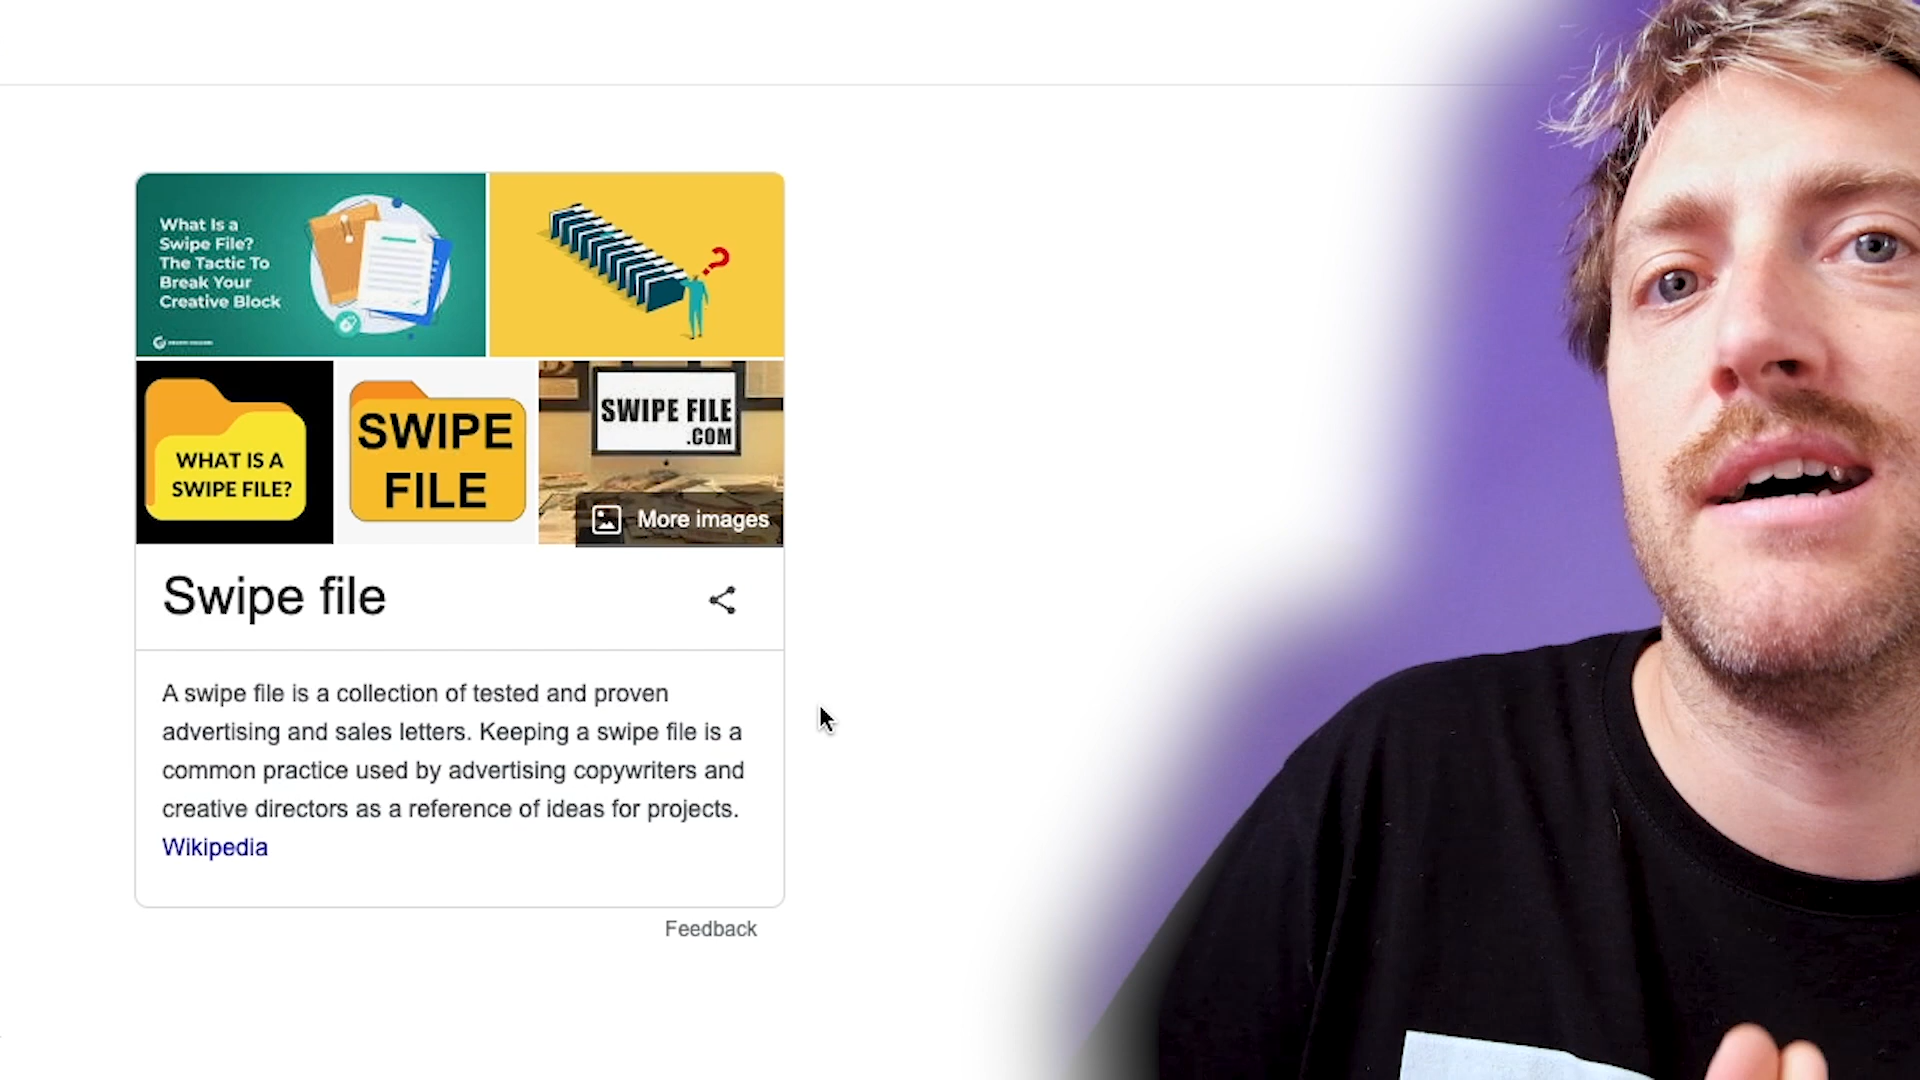 What Is a
Swipe File?
The Tactic To
Break Your
Creative Block
WHAT IS A
SWIPE FILE?
SWIPE
FILE
SWIPE FILE
.COM
More images
Swipe file
A swipe file is a collection of tested and proven
advertising and sales letters. Keeping a swipe file is a
common practice used by advertising copywriters and
creative directors as a reference of ideas for projects.
Wikipedia
Feedback